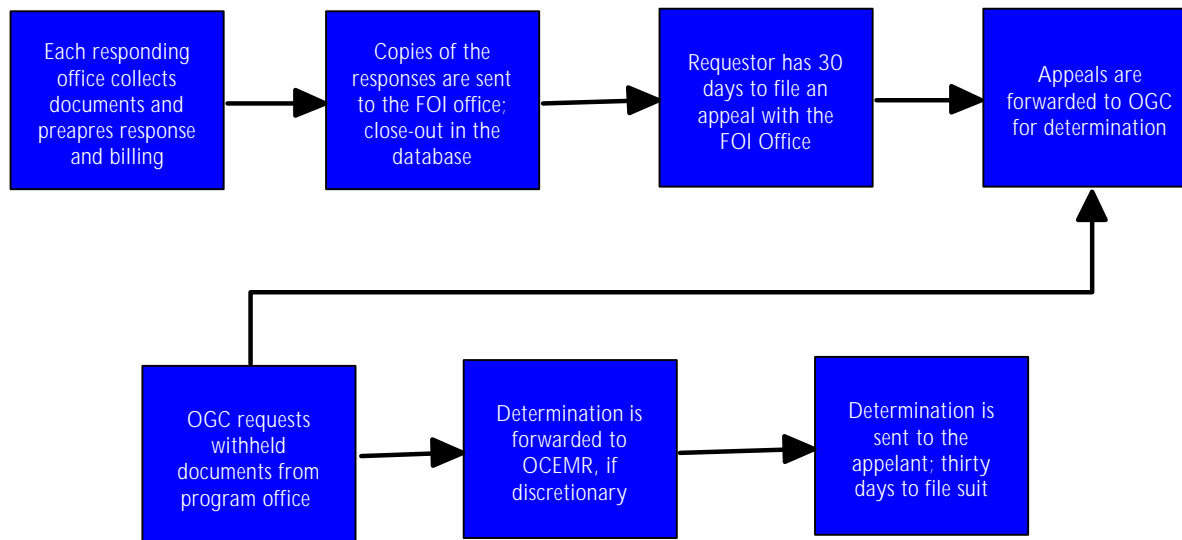 Each responding
office collects
documents and
preapres response
and billing
Copies of the
responses are sent
to the FOI office;
close-out in the
database
Requestor has 30
days to file an
appeal with the
FOI Office
Appeals are
forwarded to OGC
for determination
OGC requests
withheld
documents from
program office
Determination is
forwarded to
OCEMR, if
discretionary
Determination is
sent to the
appelant; thirty
days to file suit